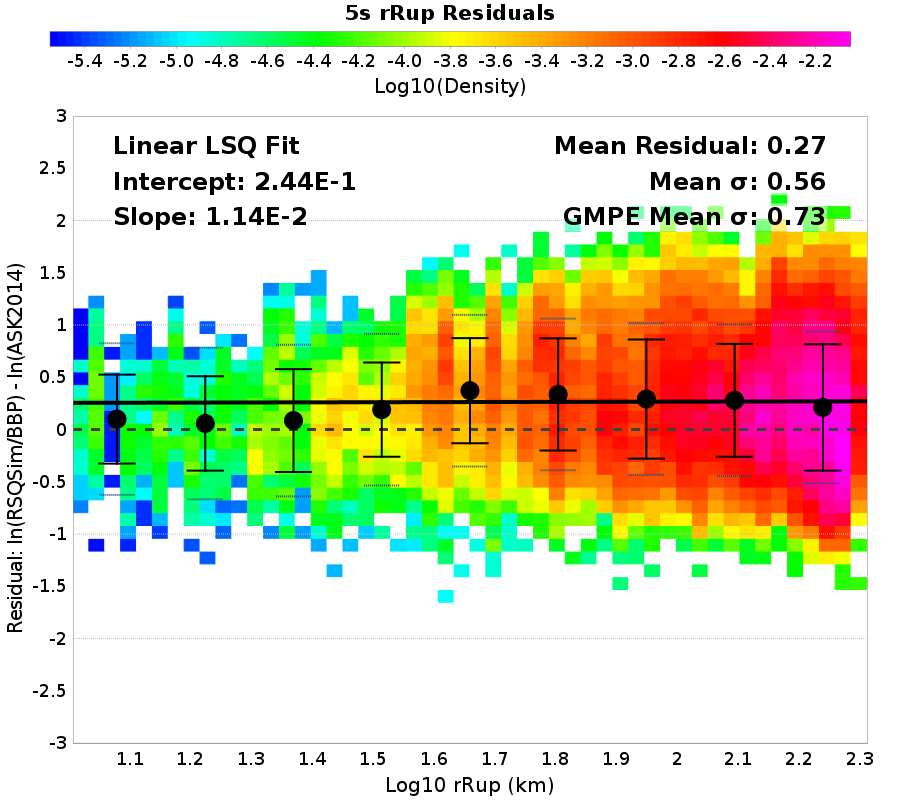 5s rRup Residuals
-5.4 -5.2 -5.0 -4.8 -4.6 -4.4 -4.2 -4.0 -3.8 -3.6 -3.4 -3.2 -3.0 -2.8 -2.6 -2.4 -2.2
Log10(Density)
Linear LSQ Fit
Intercept: 2.44E-1
Slope: 1.14E-2
Mean Residual: 0.27
Mean σ: 0.56
GMPE Mean σ: 0.73
Residual: ln(RSQSim/BBP) - ln(ASK2014)
3
2.5
2
1.5
1
0.5
0
-0.5
-1
-1.5
-2
-2.5
-3
1.1 1.2 1.3 1.4 1.5 1.6 1.7 1.8 1.9 2 2.1 2.2 2.3
Log10 rRup (km)